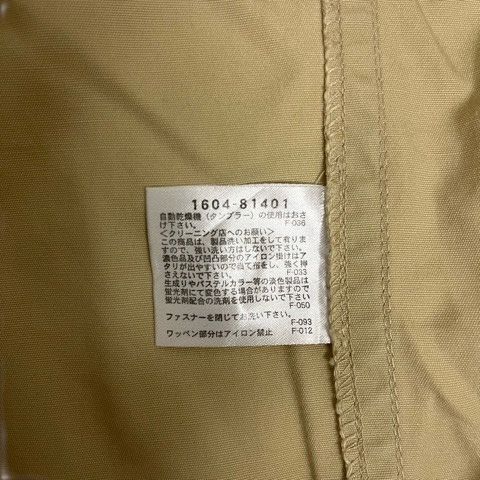 1604-81401
自動乾燥機（タンブラー）の使用はおさ
け下さい。 F-036
＜クリーニング店へのお願い＞
この商品は、製品洗い加工をして有りま
すので、強い洗い方はしないで下さい。
濃色品及び凹凸部分のアイロン掛けはア
タリが出やすいので当て布をし、強く押
さえないで下さい。 F-033
生成りやパステルカラー等の淡色製品は
蛍光剤にて変色する場合がありますので
蛍光剤配合の洗剤を使用しないで下さい
F-050
ファスナーを閉じてお洗い下さい。
F-093
ワッペン部分はアイロン禁止 F-012